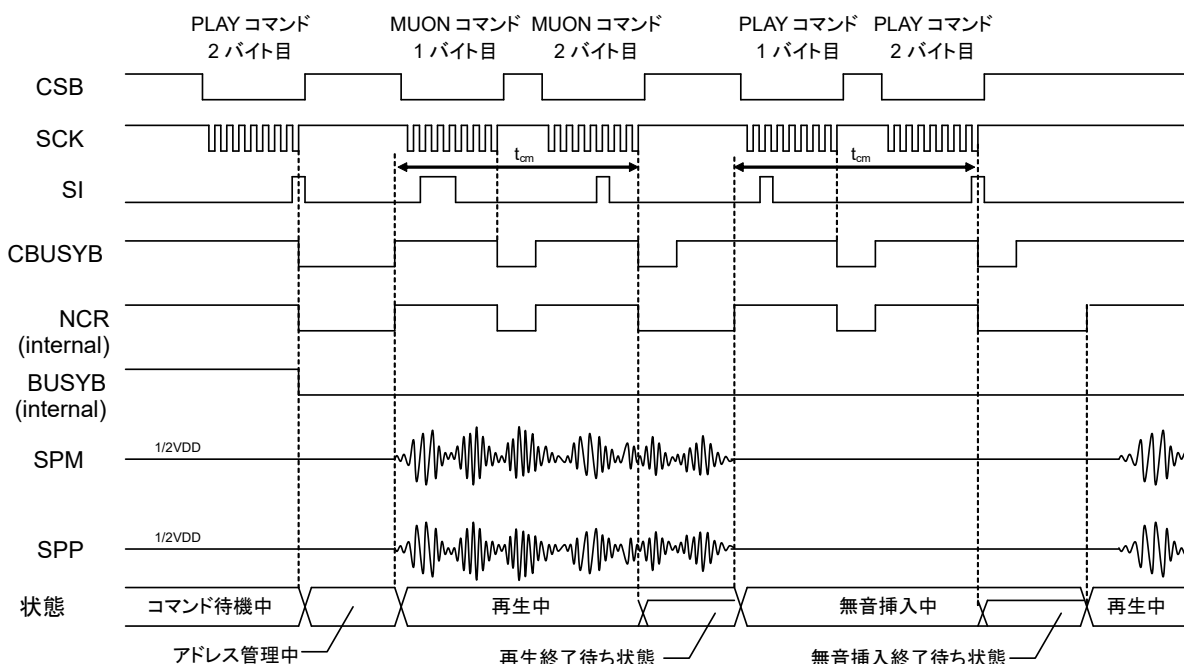 PLAY コマンド
2 バイト目
MUON コマンド
1 バイト目
MUON コマンド
2 バイト目
PLAY コマンド
1 バイト目
PLAY コマンド
2 バイト目
CSB
SCK
tcm
tcm
SI
CBUSYB
NCR
(internal)
BUSYB
(internal)
1/2VDD
SPM
1/2VDD
SPP
状態
コマンド待機中
再生中
無音挿入中
再生中
アドレス管理中
再生終了待ち状態
無音挿入終了待ち状態